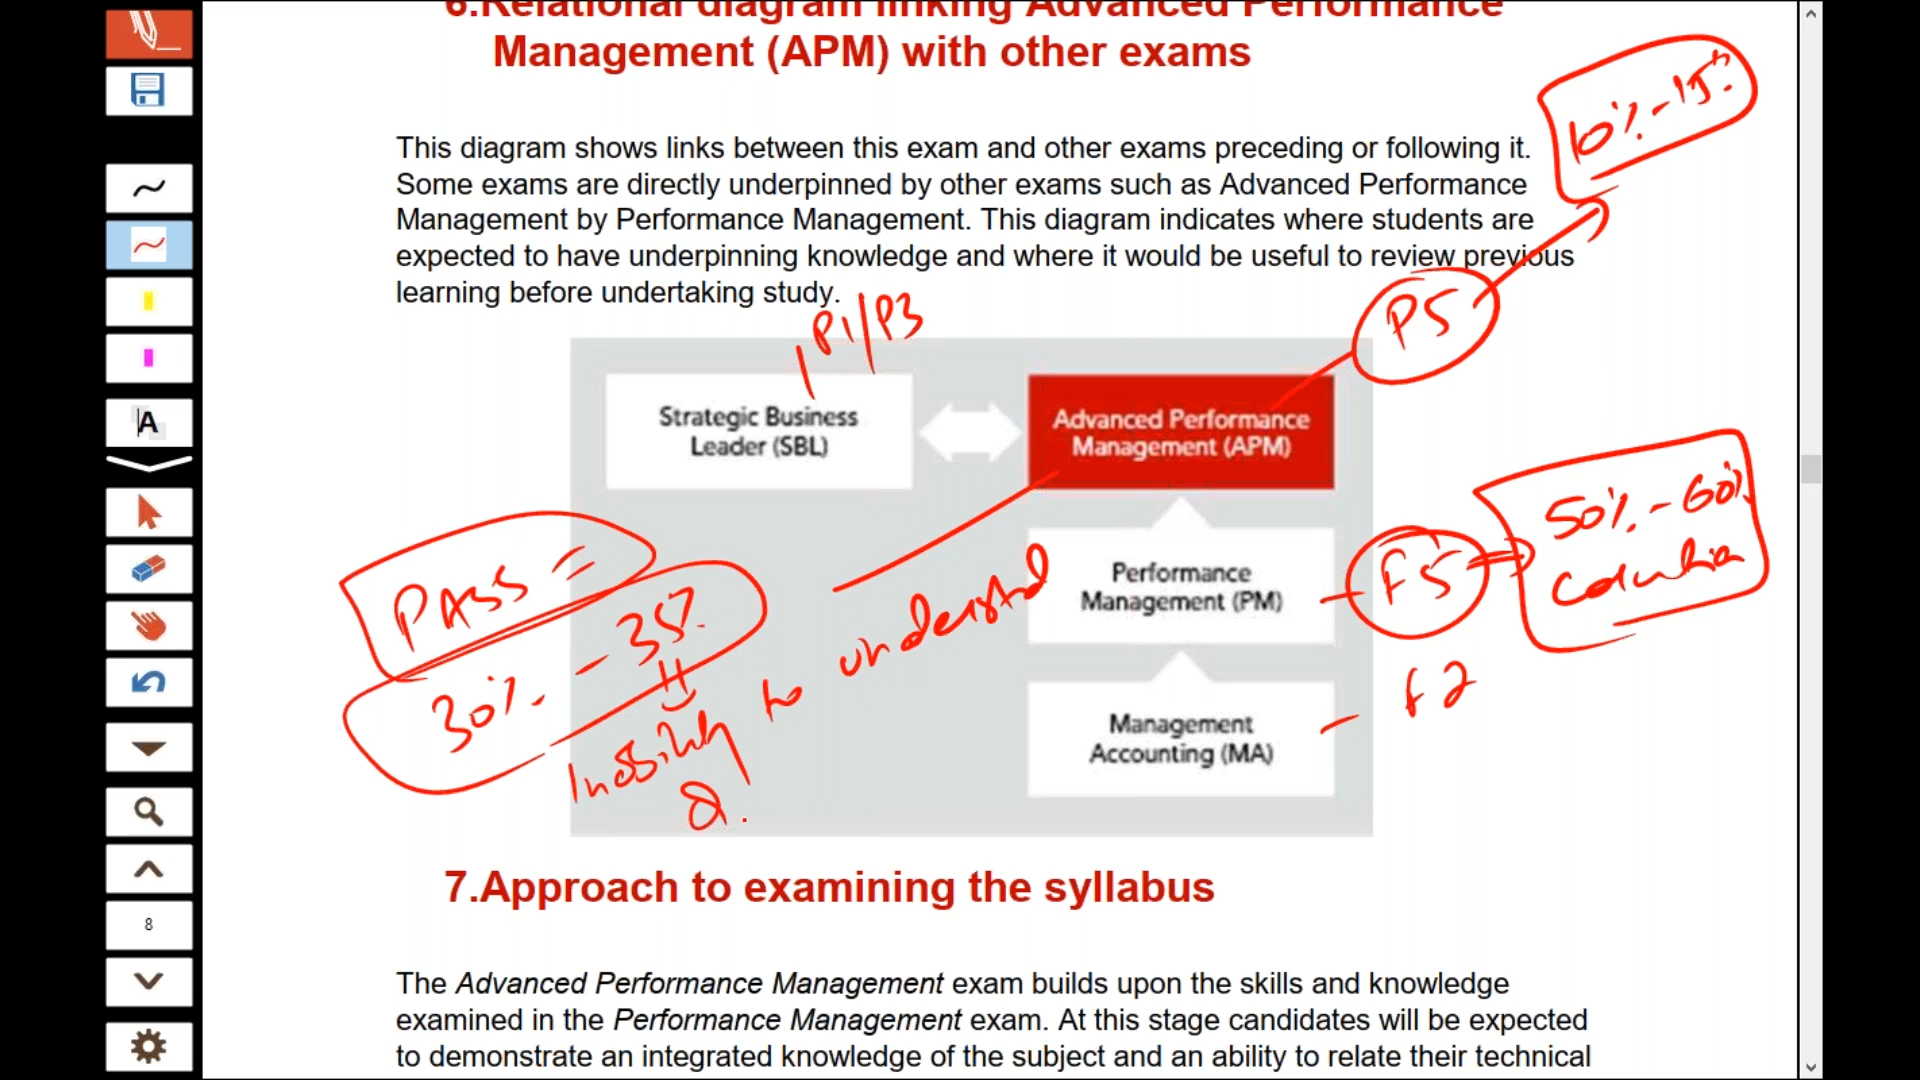 6.Relational diagram linking Advanced Performance
Management (APM) with other exams
10% - 15%
This diagram shows links between this exam and other exams preceding or following it.
Some exams are directly underpinned by other exams such as Advanced Performance
Management by Performance Management. This diagram indicates where students are
expected to have underpinning knowledge and where it would be useful to review previous
learning before undertaking study.
P1/P3
P5
Strategic Business
Leader (SBL)
Advanced Performance
Management (APM)
PASS =
30% - 35%
Inability to understand
Q.
Performance
Management (PM)
F5
50% - 60%
F2
Management
Accounting (MA)
7.Approach to examining the syllabus
The Advanced Performance Management exam builds upon the skills and knowledge
examined in the Performance Management exam. At this stage candidates will be expected
to demonstrate an integrated knowledge of the subject and an ability to relate their technical
A
8